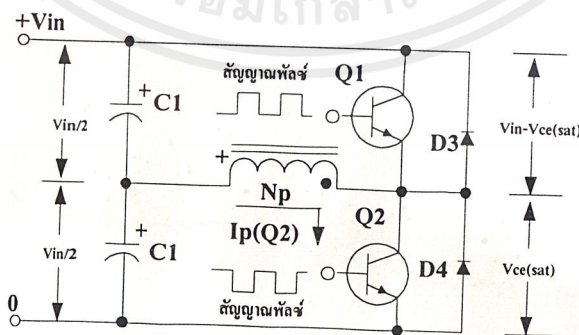 +Vin
สัญญาณพัลซ์
Q1
+
C1
Vin/2
Vin-Vce(sat)
D3
+
Np
Q2
Ip(Q2)
+
C1
Vin/2
D4
Vce(sat)
0
สัญญาณพัลซ์